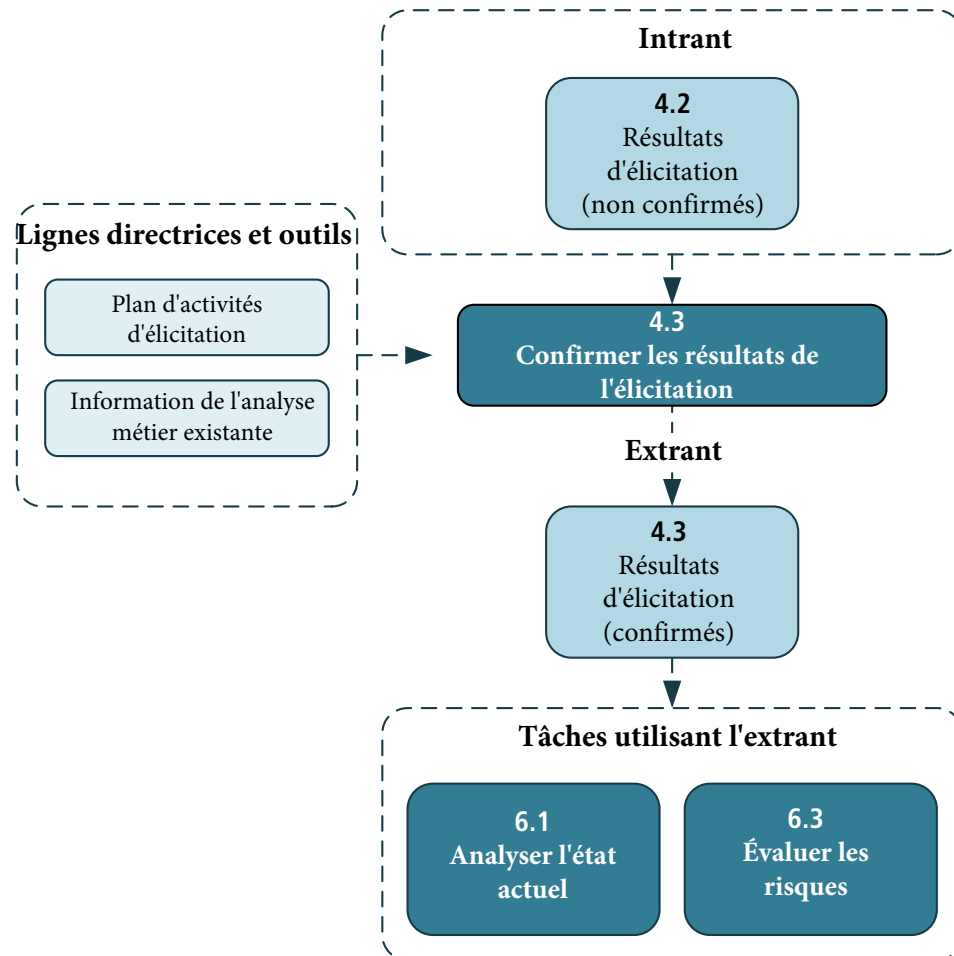 Intrant
4.2
Résultats
d'élicitation
(non confirmés)
Lignes directrices et outils
Plan d'activités
d'élicitation
Information de l'analyse
métier existante
4.3
Confirmer les résultats de
l'élicitation
Extrant
4.3
Résultats
d'élicitation
(confirmés)
Tâches utilisant l'extrant
6.1
Analyser l'état
actuel
6.3
Évaluer les
risques